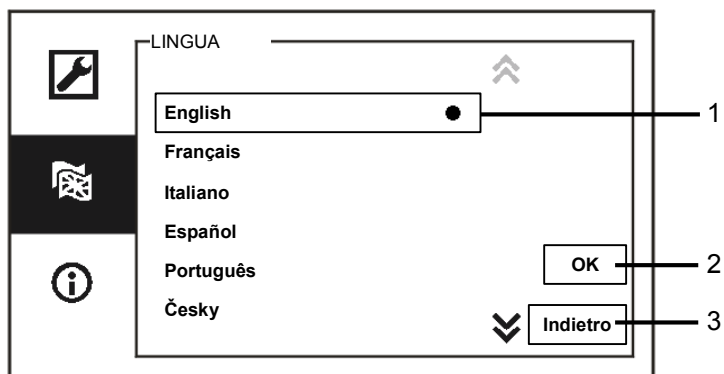 LINGUA
English
1
Français
Italiano
Español
Português
OK
2
Česky
Indietro
3